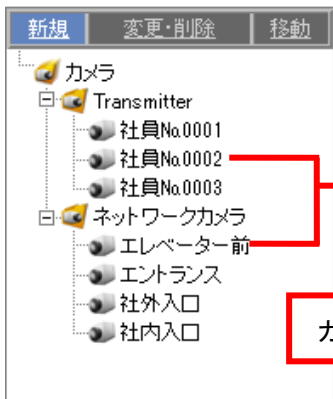 新規 変更・削除 移動
カメラ
Transmitter
社員No.0001
社員No.0002
社員No.0003
ネットワークカメラ
エレベーター前
エントランス
社外入口
社内入口
カ